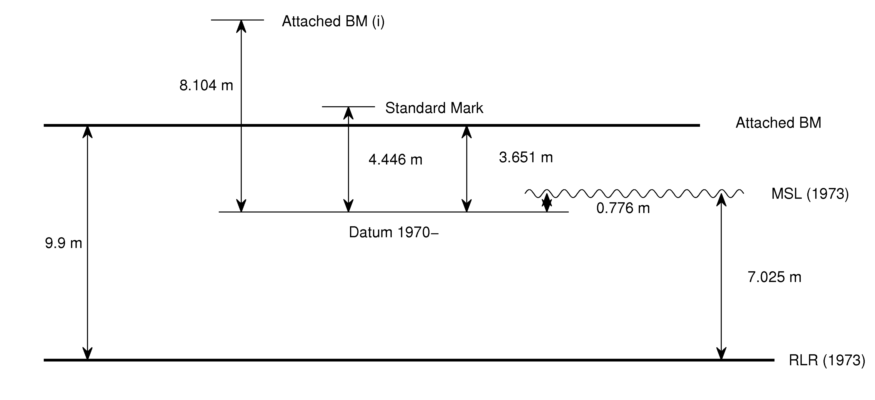 Attached BM (i)
8.104 m
Standard Mark
Attached BM
4.446 m
3.651 m
MSL (1973)
0.776 m
Datum 1970–
9.9 m
7.025 m
RLR (1973)